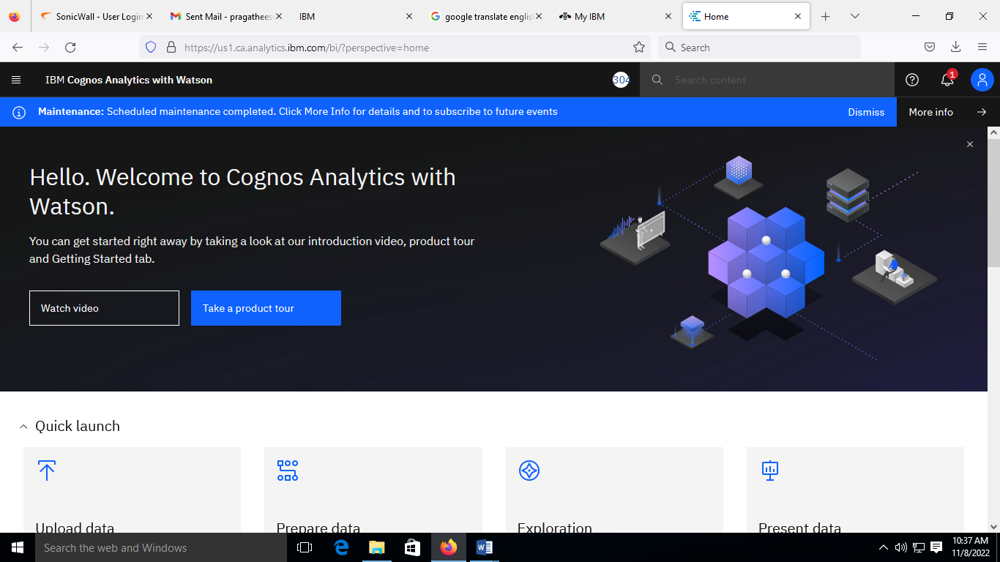 SonicWall - User Login
Sent Mail - pragathees
IBM
google translate englis
My IBM
Home
https://us1.ca.analytics.ibm.com/bi/?perspective=home
Search
IBM Cognos Analytics with Watson
304
Search content
1
Maintenance: Scheduled maintenance completed. Click More Info for details and to subscribe to future events
Dismiss
More info
Hello. Welcome to Cognos Analytics with
Watson.
You can get started right away by taking a look at our introduction video, product tour
and Getting Started tab.
Watch video
Take a product tour
Quick launch
Upload data
Prepare data
Exploration
Present data
Search the web and Windows
10:37 AM
11/8/2022